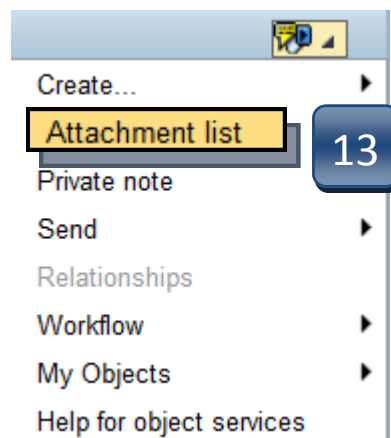 Create...
Attachment list
13
Private note
Send
Relationships
Workflow
My Objects
Help for object services